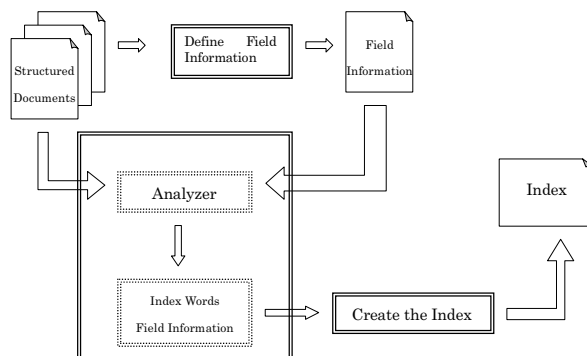 Structured
Documents
Define Field
Information
Field
Information
Analyzer
Index
Index Words
Field Information
Create the Index